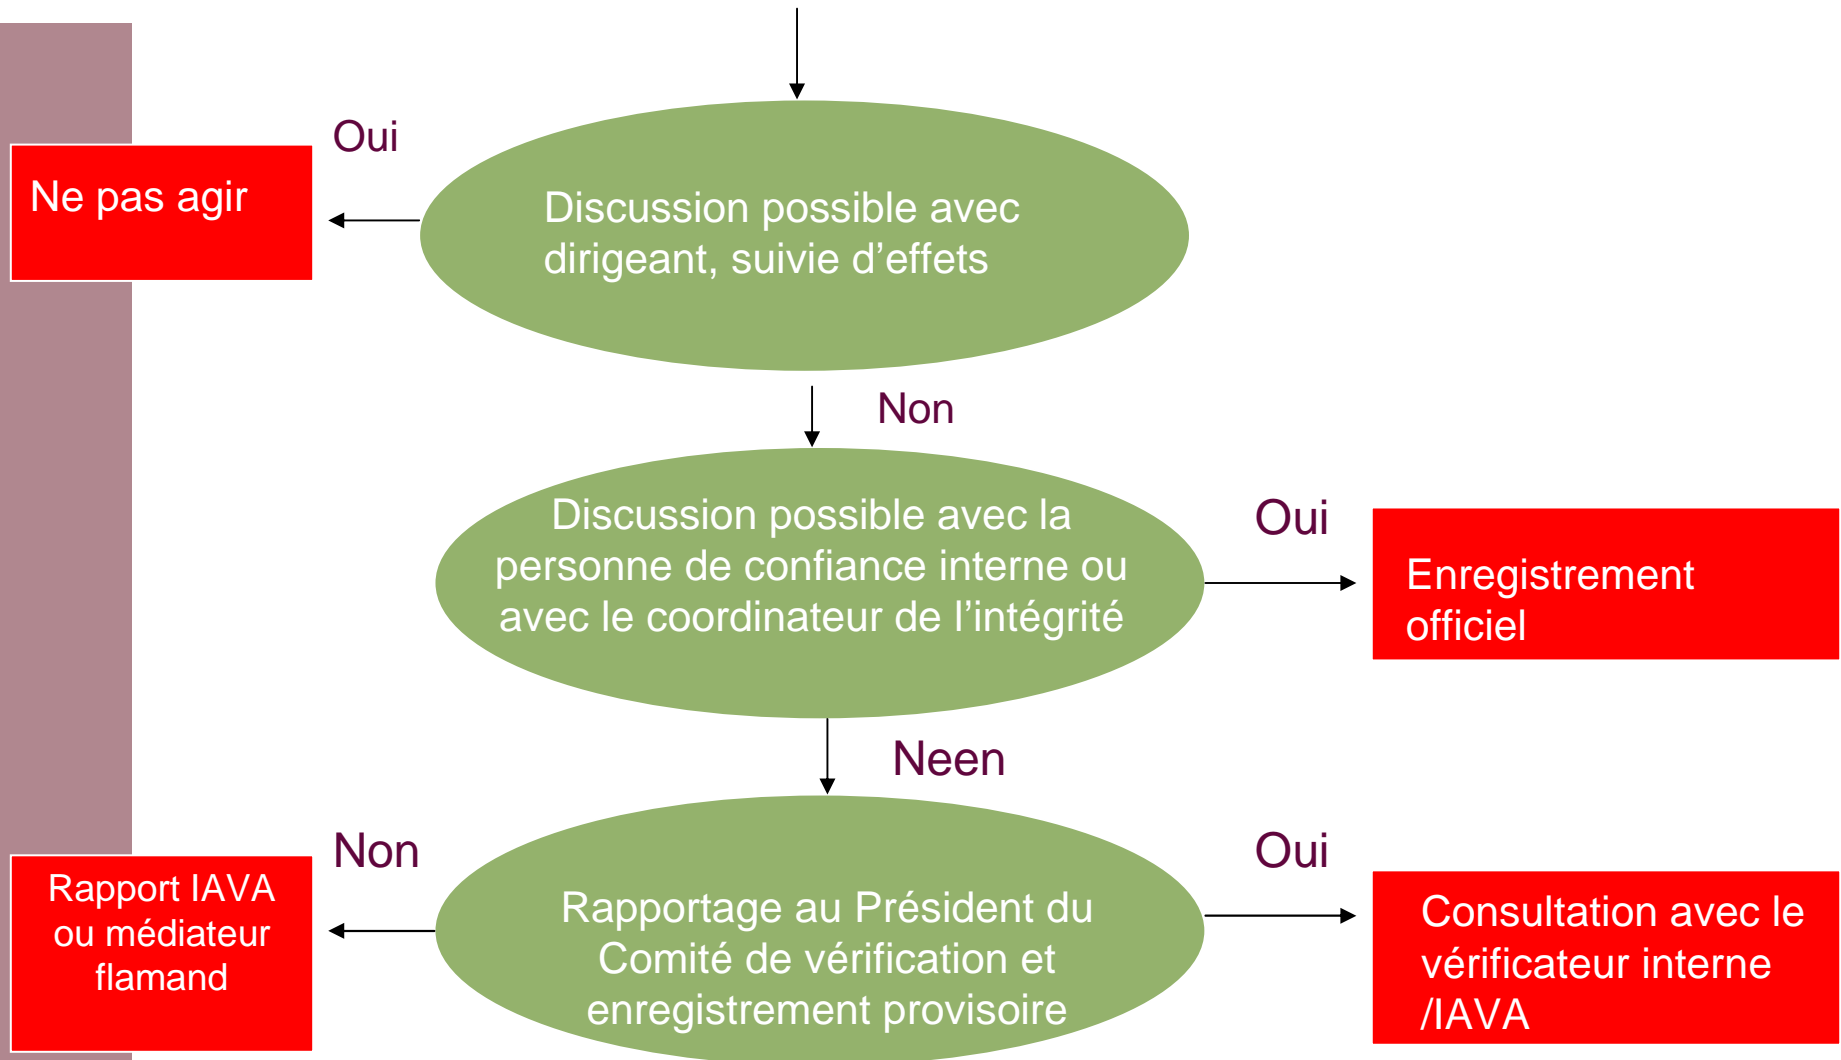 Oui
Ne pas agir
Discussion possible avec
dirigeant, suivie d’effets
Non
Discussion possible avec la
personne de confiance interne ou
avec le coordinateur de l’intégrité
Oui
Enregistrement
officiel
Neen
Non
Rapport IAVA
ou médiateur
flamand
Rapportage au Président du
Comité de vérification et
enregistrement provisoire
Oui
Consultation avec le
vérificateur interne
/IAVA